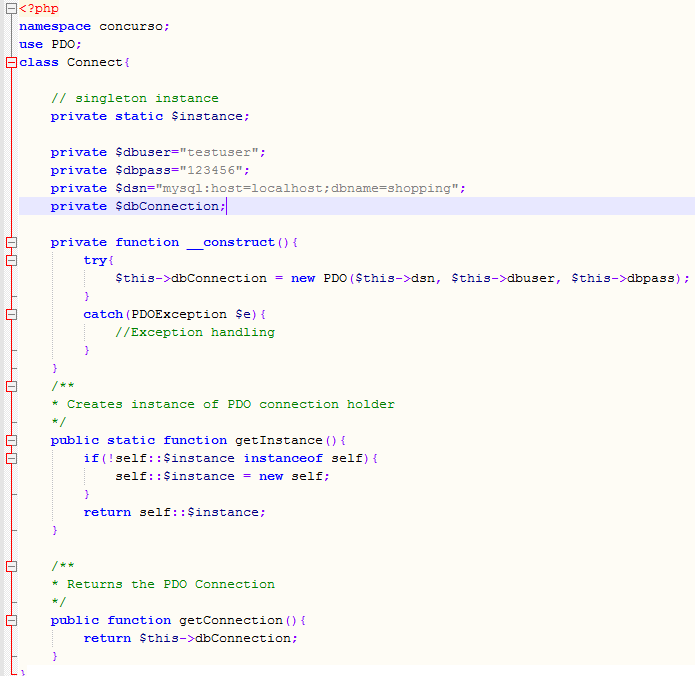 <?php
namespace concurso;
use PDO;
class Connect{
// singleton instance
private static $instance;
private $dbuser="testuser";
private $dbpass="123456";
private $dsn="mysql:host=localhost;dbname=shopping";
private $dbConnection;
private function __construct(){
try{
$this->dbConnection = new PDO($this->dsn, $this->dbuser, $this->dbpass);
}
catch(PDOException $e){
//Exception handling
}
}
/**
* Creates instance of PDO connection holder
*/
public static function getInstance(){
if(!self::$instance instanceof self){
self::$instance = new self;
}
return self::$instance;
}
/**
* Returns the PDO Connection
*/
public function getConnection(){
return $this->dbConnection;
}
}